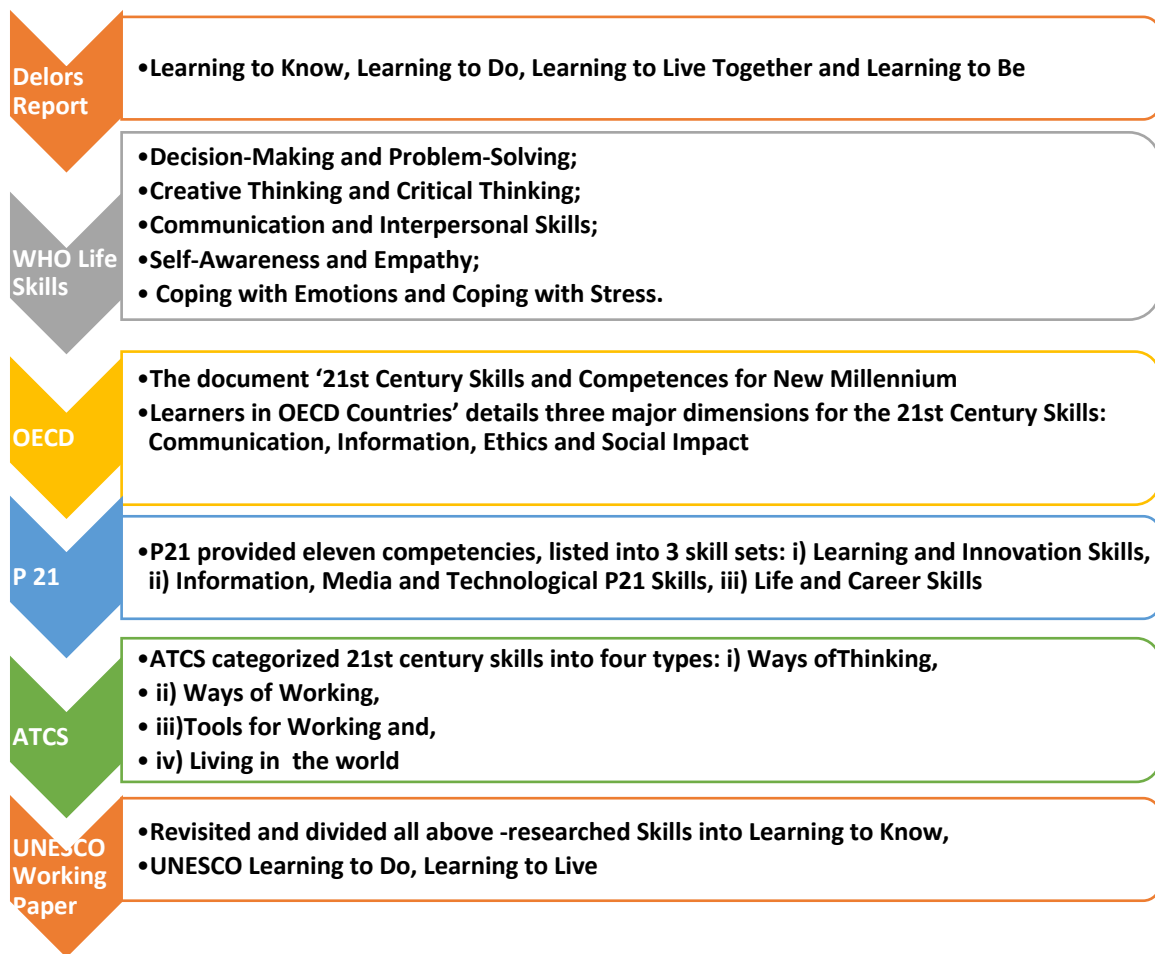 Delors
Report
•Learning to Know, Learning to Do, Learning to Live Together and Learning to Be
WHO Life
Skills
•Decision-Making and Problem-Solving;
•Creative Thinking and Critical Thinking;
•Communication and Interpersonal Skills;
•Self-Awareness and Empathy;
• Coping with Emotions and Coping with Stress.
OECD
•The document ‘21st Century Skills and Competences for New Millennium
•Learners in OECD Countries’ details three major dimensions for the 21st Century Skills:
Communication, Information, Ethics and Social Impact
P 21
•P21 provided eleven competencies, listed into 3 skill sets: i) Learning and Innovation Skills,
ii) Information, Media and Technological P21 Skills, iii) Life and Career Skills
ATCS
•ATCS categorized 21st century skills into four types: i) Ways ofThinking,
• ii) Ways of Working,
• iii)Tools for Working and,
• iv) Living in the world
UNESCO
Working
Paper
•Revisited and divided all above -researched Skills into Learning to Know,
•UNESCO Learning to Do, Learning to Live